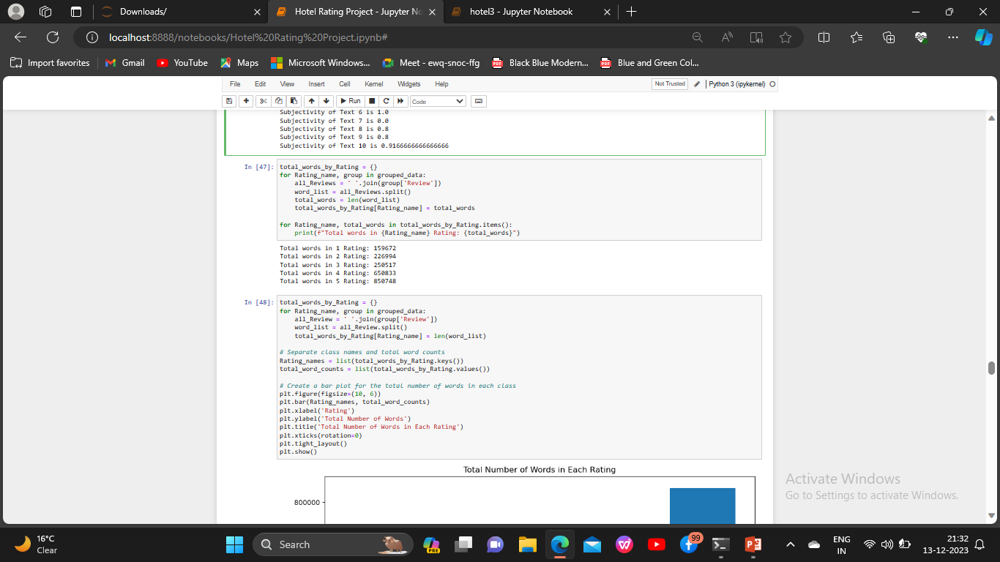 Downloads/
Hotel Rating Project - Jupyter No
hotel3 - Jupyter Notebook
localhost:8888/notebooks/Hotel%20Rating%20Project.ipynb#
Import favorites
Gmail
YouTube
Maps
Microsoft Windows...
Meet - ewq-snoc-ffg
Black Blue Modern...
Blue and Green Col...
File Edit View Insert Cell Kernel Widgets Help
Not Trusted
Python 3 (ipykernel)
Run
Code
Subjectivity of Text 6 is 1.0
Subjectivity of Text 7 is 0.0
Subjectivity of Text 8 is 0.8
Subjectivity of Text 9 is 0.8
Subjectivity of Text 10 is 0.9166666666666666
In [47]: total_words_by_Rating = {}
for Rating_name, group in grouped_data:
    all_Reviews = ' '.join(group['Review'])
    word_list = all_Reviews.split()
    total_words = len(word_list)
    total_words_by_Rating[Rating_name] = total_words
for Rating_name, total_words in total_words_by_Rating.items():
    print(f"Total words in {Rating_name} Rating: {total_words}")
Total words in 1 Rating: 159672
Total words in 2 Rating: 226994
Total words in 3 Rating: 250517
Total words in 4 Rating: 650833
Total words in 5 Rating: 850748
In [48]: total_words_by_Rating = {}
for Rating_name, group in grouped_data:
    all_Review = ' '.join(group['Review'])
    word_list = all_Review.split()
    total_words_by_Rating[Rating_name] = len(word_list)
# Separate class names and total word counts
Rating_names = list(total_words_by_Rating.keys())
total_word_counts = list(total_words_by_Rating.values())
# Create a bar plot for the total number of words in each class
plt.figure(figsize=(10, 6))
plt.bar(Rating_names, total_word_counts)
plt.xlabel('Rating')
plt.ylabel('Total Number of Words')
plt.title('Total Number of Words in Each Rating')
plt.xticks(rotation=0)
plt.tight_layout()
plt.show()
Total Number of Words in Each Rating
800000
Activate Windows
Go to Settings to activate Windows.
16°C
Clear
Search
PRE
99
ENG
IN
21:32
13-12-2023